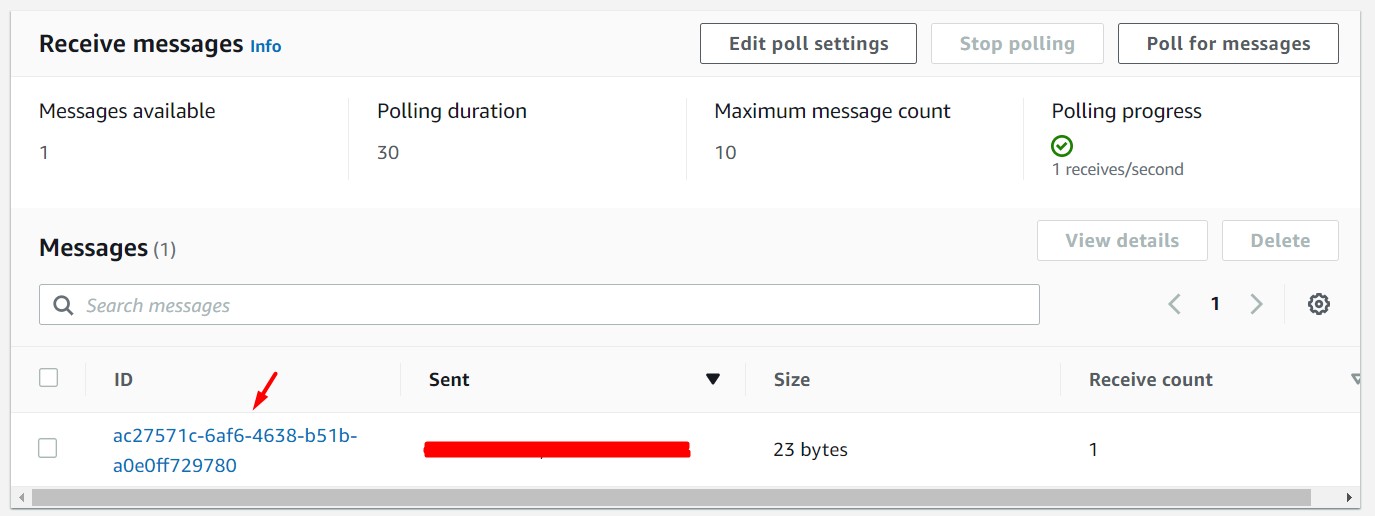 Receive messages Info
Edit poll settings
Stop polling
Poll for messages
Messages available
1
Polling duration
30
Maximum message count
10
Polling progress
1 receives/second
Messages (1)
View details
Delete
Search messages
1
ID
Sent
Size
Receive count
ac27571c-6af6-4638-b51b-
a0e0ff729780
23 bytes
1